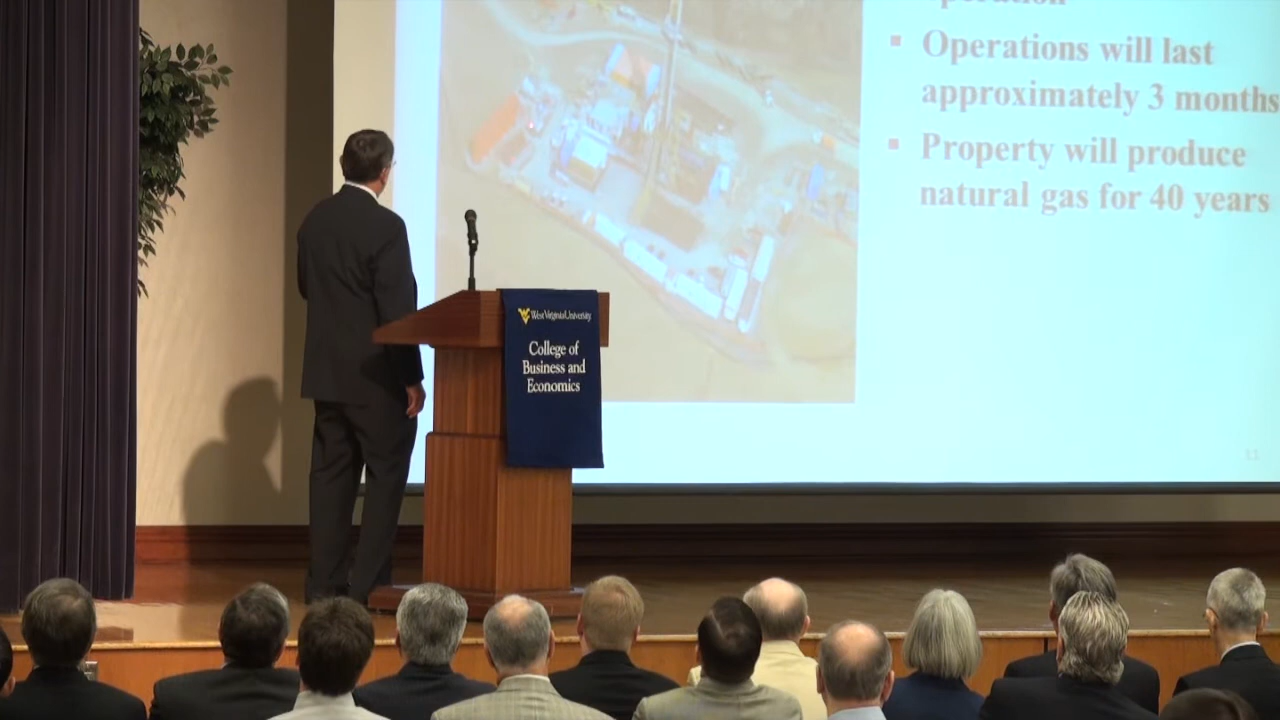 Operations will last
approximately 3 months
Property will produce
natural gas for 40 years
West Virginia University
College of
Business and
Economics
11